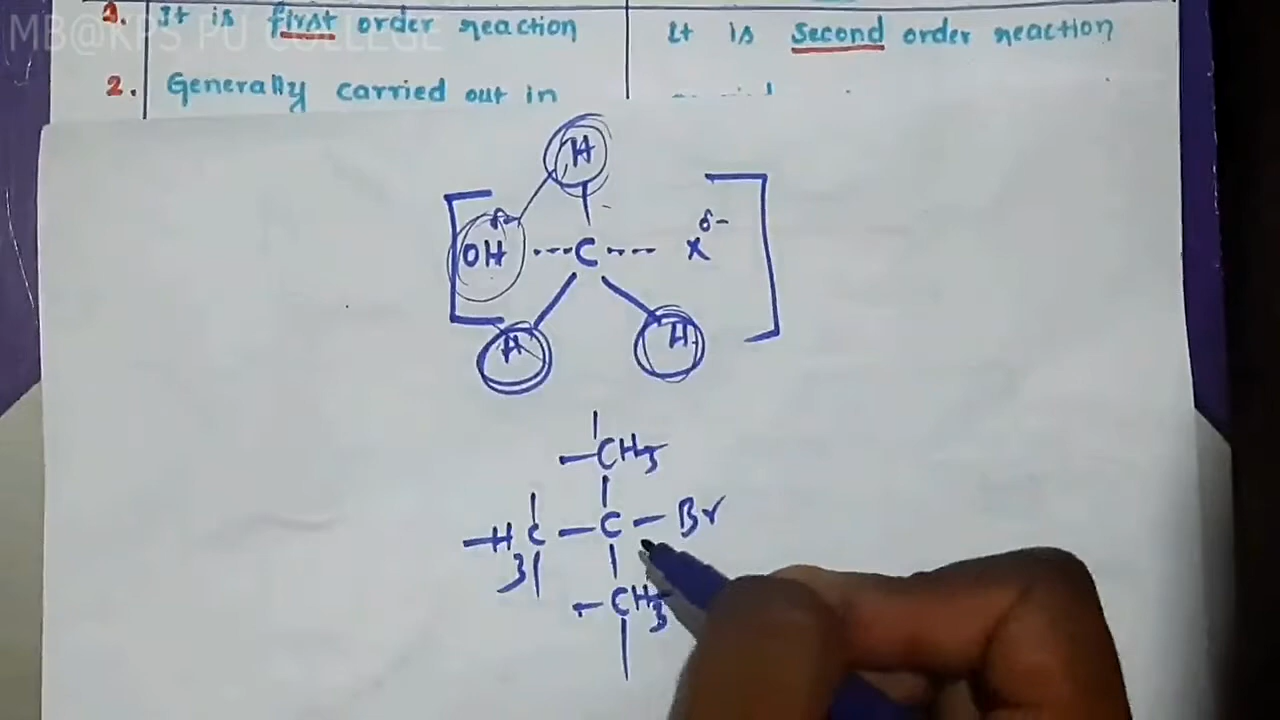 MB@KPS PU COLLEGE
1. It is first order reaction It is second order reaction
2. Generally carried out in
H
δ- δ-
OH C X
H H
CH3
H3C C Br
CH3